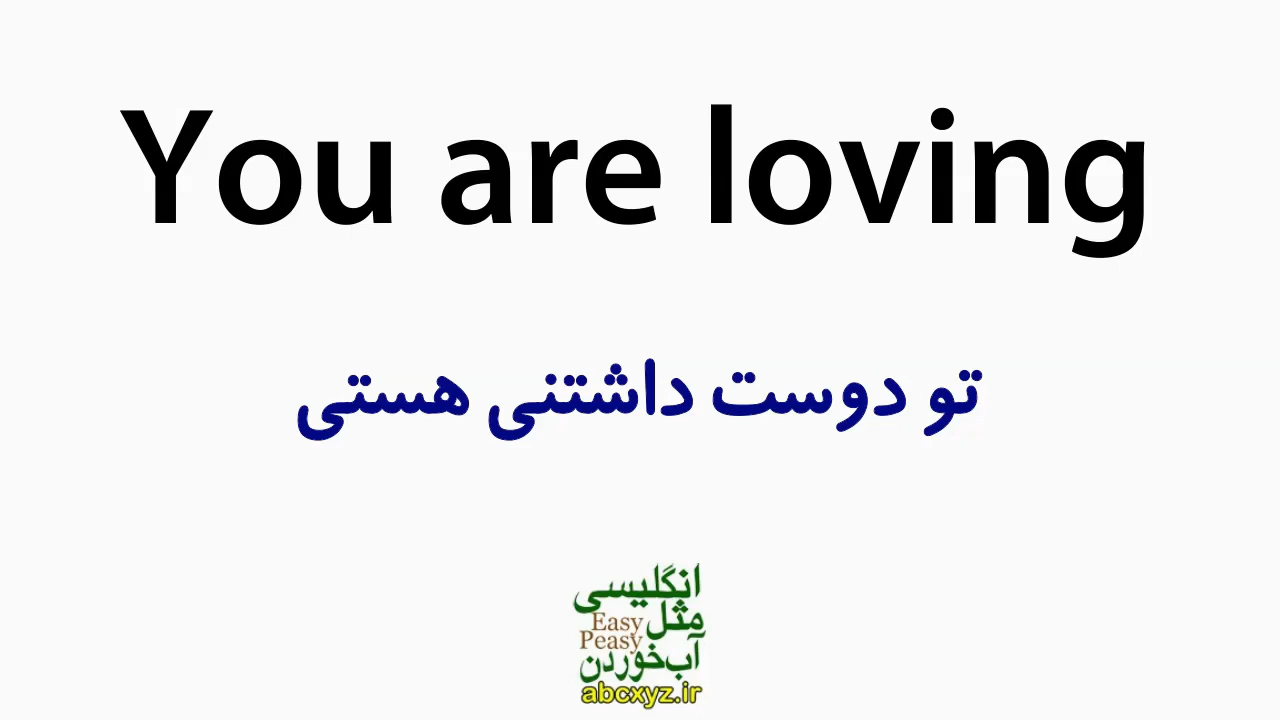 You are loving
تو دوست داشتنی هستی
انگلیسی
مثل Easy
Peasy
آب‌خوردن
abcxyz.ir